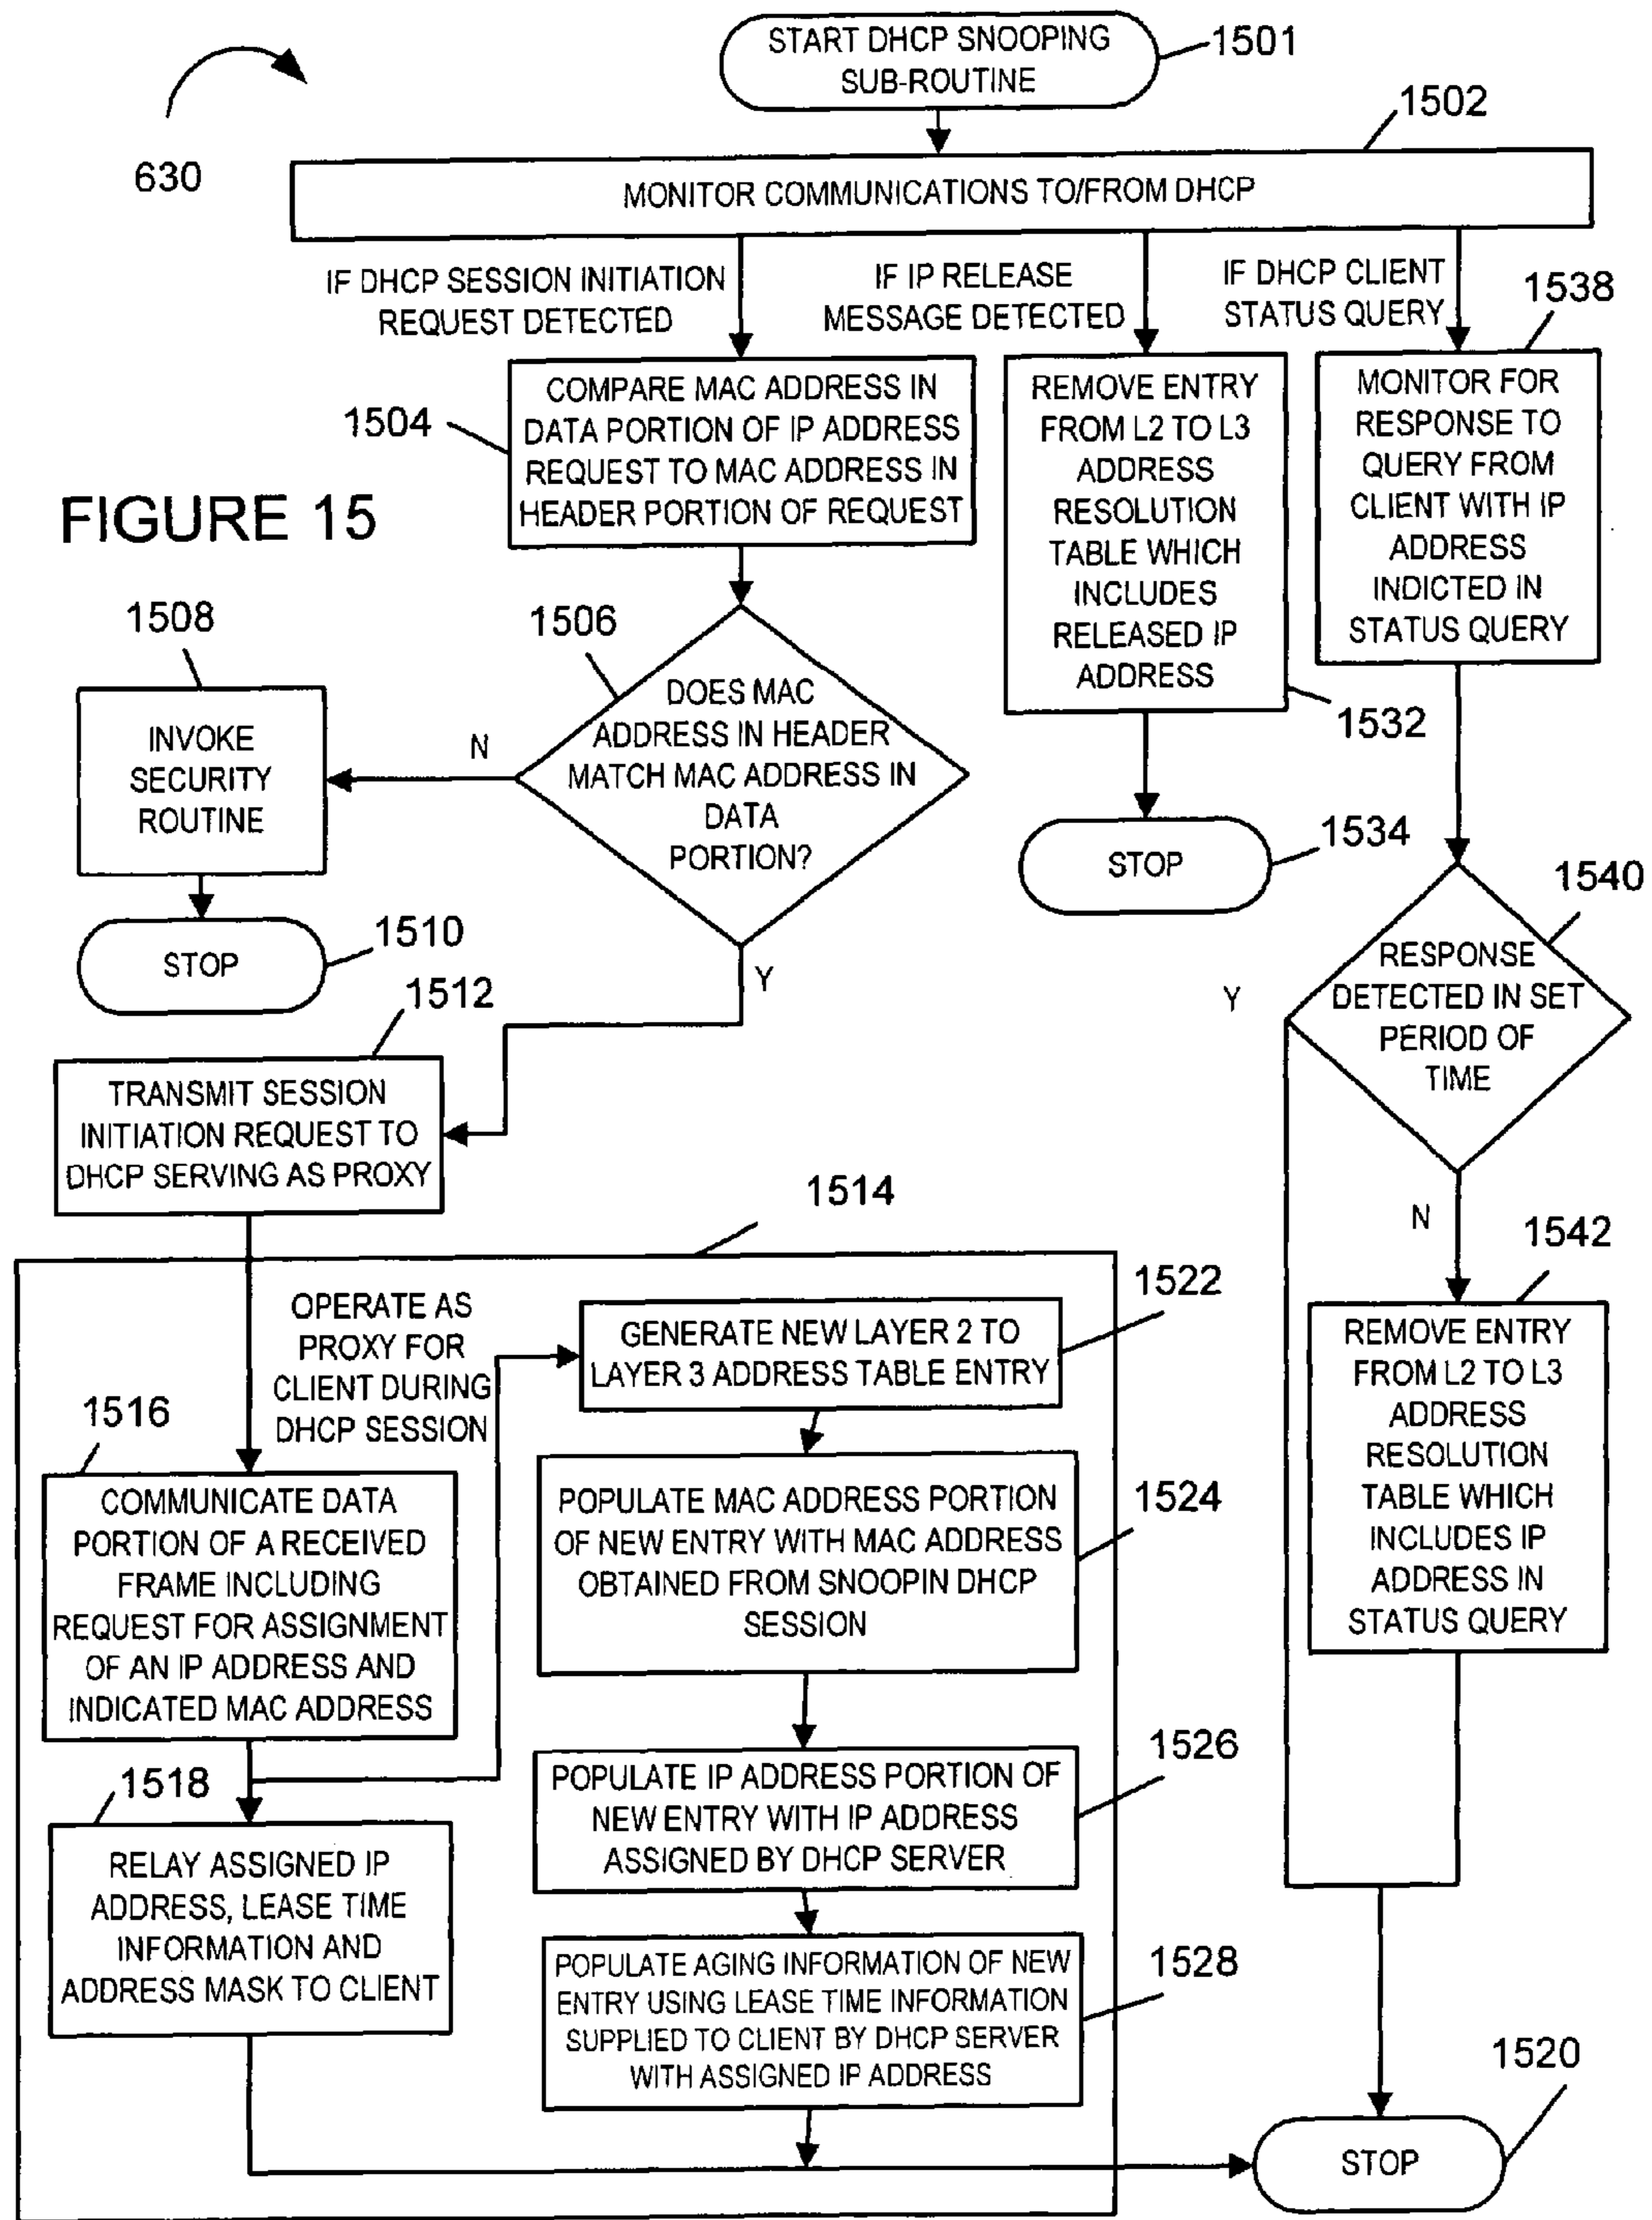 START DHCP SNOOPING
SUB-ROUTINE
1501
630
1502
MONITOR COMMUNICATIONS TO/FROM DHCP
IF DHCP SESSION INITIATION
REQUEST DETECTED
IF IP RELEASE
MESSAGE DETECTED
IF DHCP CLIENT
STATUS QUERY
1538
1504
COMPARE MAC ADDRESS IN
DATA PORTION OF IP ADDRESS
REQUEST TO MAC ADDRESS IN
HEADER PORTION OF REQUEST
REMOVE ENTRY
FROM L2 TO L3
ADDRESS
RESOLUTION
TABLE WHICH
INCLUDES
RELEASED IP
ADDRESS
1532
MONITOR FOR
RESPONSE TO
QUERY FROM
CLIENT WITH IP
ADDRESS
INDICTED IN
STATUS QUERY
FIGURE 15
1508
INVOKE
SECURITY
ROUTINE
N
1506
DOES MAC
ADDRESS IN HEADER
MATCH MAC ADDRESS IN
DATA
PORTION?
STOP
1534
STOP
1510
Y
1540
RESPONSE
DETECTED IN SET
PERIOD OF
TIME
Y
N
1512
TRANSMIT SESSION
INITIATION REQUEST TO
DHCP SERVING AS PROXY
1514
OPERATE AS
PROXY FOR
CLIENT DURING
DHCP SESSION
1522
GENERATE NEW LAYER 2 TO
LAYER 3 ADDRESS TABLE ENTRY
1542
REMOVE ENTRY
FROM L2 TO L3
ADDRESS
RESOLUTION
TABLE WHICH
INCLUDES IP
ADDRESS IN
STATUS QUERY
1516
COMMUNICATE DATA
PORTION OF A RECEIVED
FRAME INCLUDING
REQUEST FOR ASSIGNMENT
OF AN IP ADDRESS AND
INDICATED MAC ADDRESS
POPULATE MAC ADDRESS PORTION
OF NEW ENTRY WITH MAC ADDRESS
OBTAINED FROM SNOOPIN DHCP
SESSION
1524
1518
RELAY ASSIGNED IP
ADDRESS, LEASE TIME
INFORMATION AND
ADDRESS MASK TO CLIENT
POPULATE IP ADDRESS PORTION OF
NEW ENTRY WITH IP ADDRESS
ASSIGNED BY DHCP SERVER
1526
POPULATE AGING INFORMATION OF NEW
ENTRY USING LEASE TIME INFORMATION
SUPPLIED TO CLIENT BY DHCP SERVER
WITH ASSIGNED IP ADDRESS
1528
1520
STOP